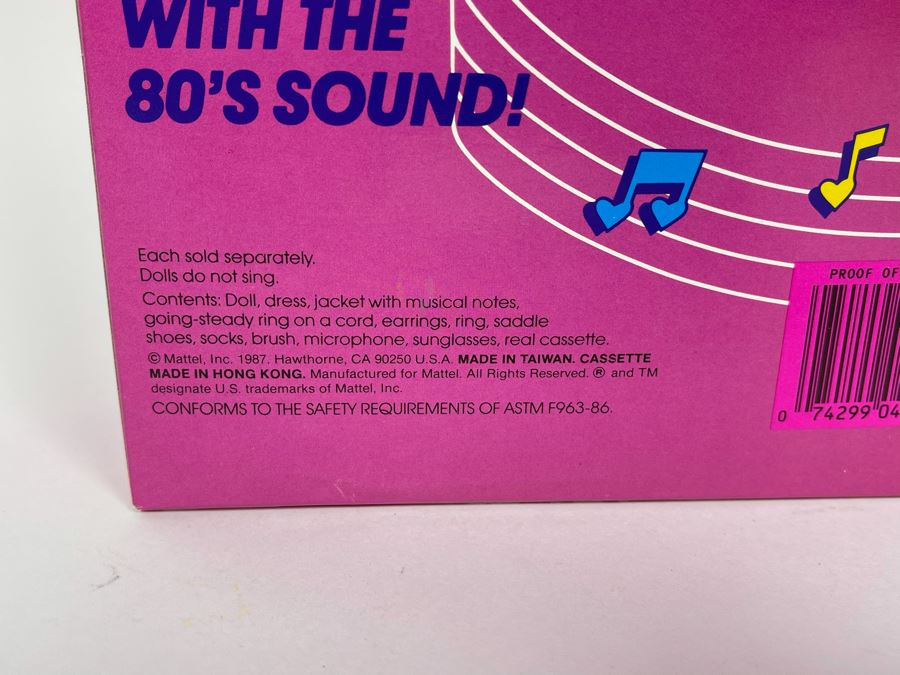 WITH THE
80'S SOUND!
Each sold separately.
Dolls do not sing.
Contents: Doll, dress, jacket with musical notes,
going-steady ring on a cord, earrings, ring, saddle
shoes, socks, brush, microphone, sunglasses, real cassette.
© Mattel, Inc. 1987. Hawthorne, CA 90250 U.S.A. MADE IN TAIWAN. CASSETTE
MADE IN HONG KONG. Manufactured for Mattel. All Rights Reserved. ® and TM
designate U.S. trademarks of Mattel, Inc.
CONFORMS TO THE SAFETY REQUIREMENTS OF ASTM F963-86.
PROOF OF
0 74299 04